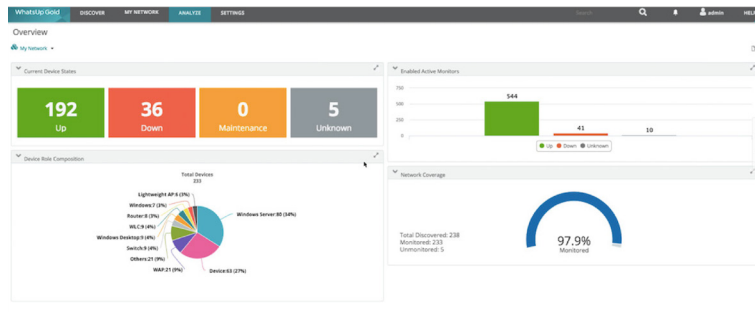 WhatsUp Gold DISCOVER MY NETWORK ANALYZE SETTINGS Search admin HELP
Overview
My Network
Current Device States
192
Up
36
Down
0
Maintenance
5
Unknown
Enabled Active Monitors
750
500
250
0
544
41
10
Up Down Unknown
Device Role Composition
Total Devices
233
Lightweight AP:6 (3%)
Windows:7 (3%)
Router:8 (3%)
WLC:9 (4%)
Windows Desktop:9 (4%)
Switch:9 (4%)
Others:21 (9%)
WAP:21 (9%)
Windows Server:80 (34%)
Device:63 (27%)
Network Coverage
Total Discovered: 238
Monitored: 233
Unmonitored: 5
97.9%
Monitored